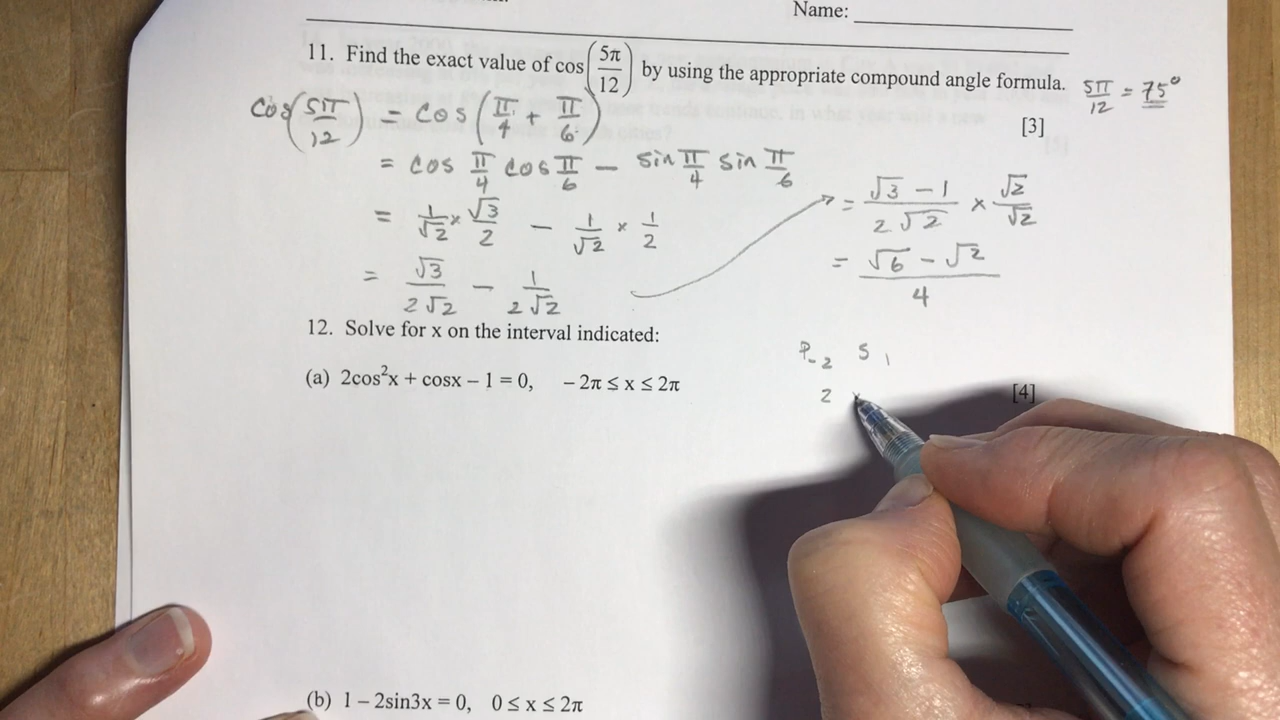 Name: ____________
11. Find the exact value of cos(5π/12) by using the appropriate compound angle formula.
5π/12 = 75°
[3]
cos(5π/12) = cos(π/4 + π/6)
= cos π/4 cos π/6 − sin π/4 sin π/6
= 1/√2 × √3/2 − 1/√2 × 1/2
= √3/2√2 − 1/2√2
= √3 − 1/2√2 × √2/√2
= √6 − √2/4
12. Solve for x on the interval indicated:
(a) 2cos²x + cosx – 1 = 0, – 2π ≤ x ≤ 2π
[4]
P -2 S 1
2
(b) 1 – 2sin3x = 0, 0 ≤ x ≤ 2π